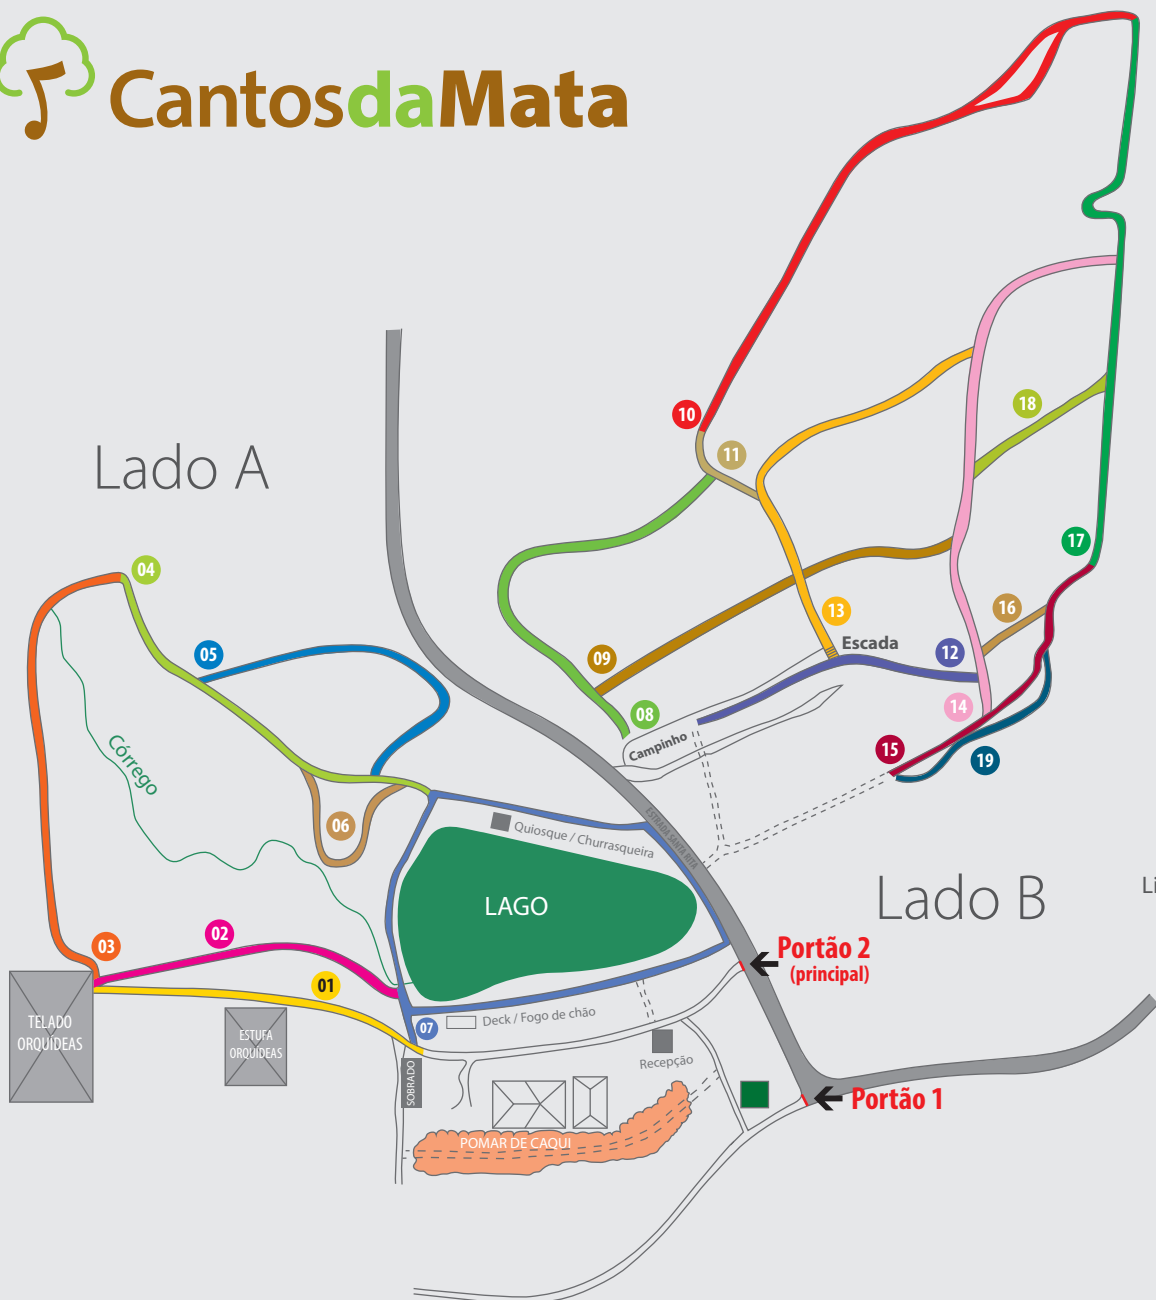 CantosdaMata
10
11
18
Lado A
17
04
16
13
Escada
05
12
09
14
08
Campinho
15
19
Córrego
06
ESTRADA SANTA RITA
Quiosque / Churrasqueira
LAGO
Lado B
Li
02
03
Portão 2
(principal)
01
TELADO
ORQUÍDEAS
ESTUFA
ORQUÍDEAS
07
Deck / Fogo de chão
Recepção
SOBRADO
Portão 1
POMAR DE CAQUI